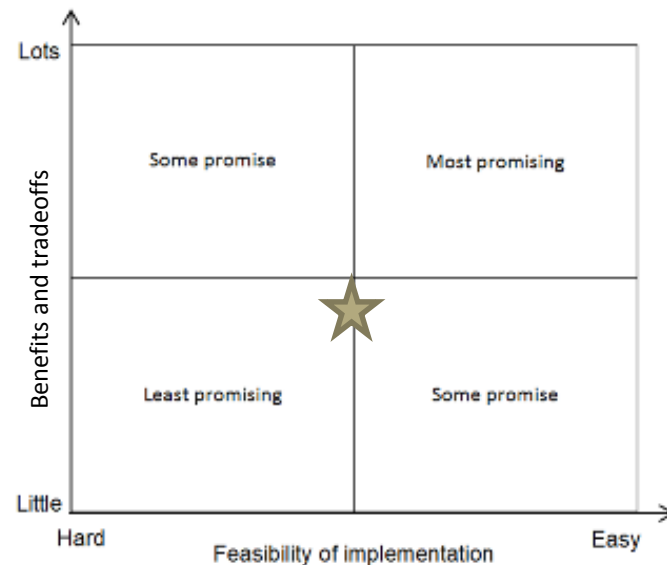 Lots
Some promise
Most promising
Benefits and tradeoffs
Least promising
Some promise
Little
Hard
Easy
Feasibility of implementation